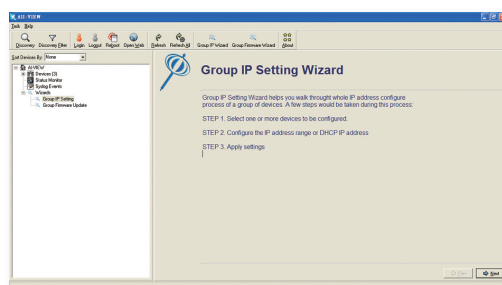 ALL-VIEW
Task Help
Discovery Discovery Filter Login Logout Reboot Open Web Refresh Refresh All Group IP Wizard Group Firmware Wizard About
Sort Devices By: None
Devices (3)
Status Monitor
Syslog Events
Wizards
Group IP Setting
Group Firmware Update
Group IP Setting Wizard
Group IP Setting Wizard helps you walk throught whole IP address configure
process of a group of devices. A few steps would be taken during this process:
STEP 1. Select one or more devices to be configured.
STEP 2. Configure the IP address range or DHCP IP address
STEP 3. Apply settings
Next